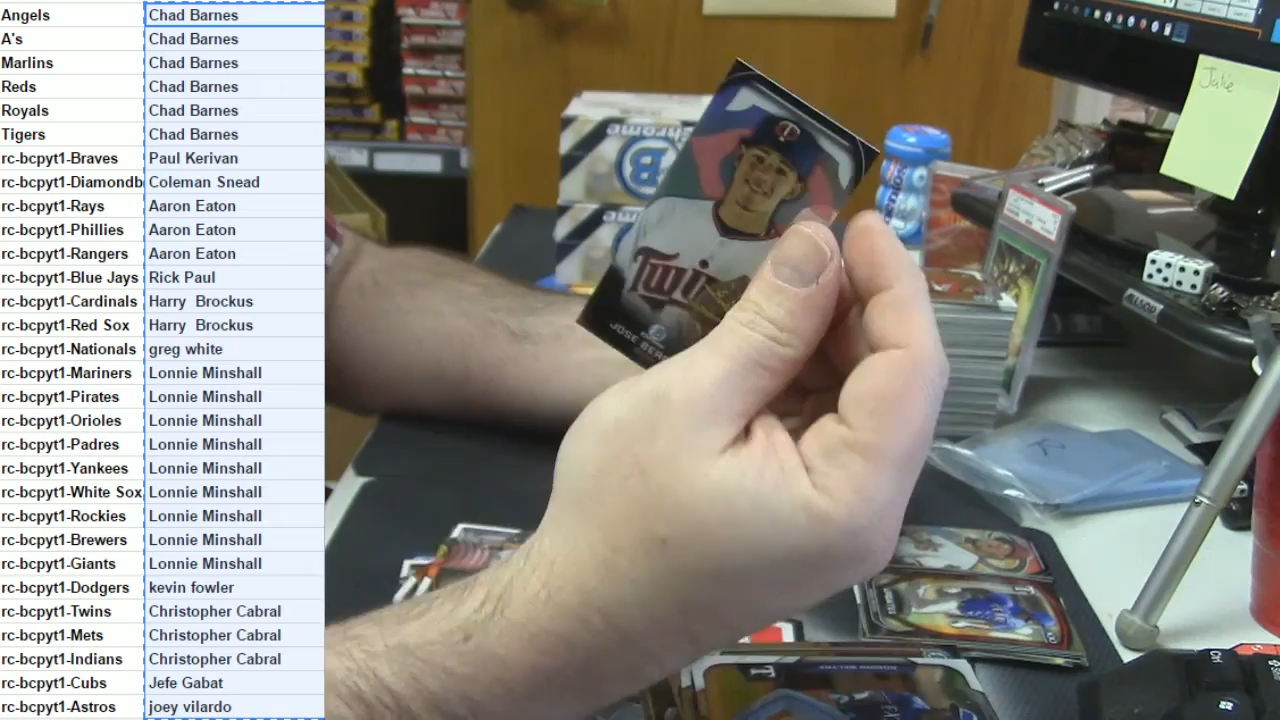 Angels Chad Barnes
A's Chad Barnes
Marlins Chad Barnes
Reds Chad Barnes
Royals Chad Barnes
Tigers Chad Barnes
rc-bcpyt1-Braves Paul Kerivan
rc-bcpyt1-Diamondb Coleman Snead
rc-bcpyt1-Rays Aaron Eaton
rc-bcpyt1-Phillies Aaron Eaton
rc-bcpyt1-Rangers Aaron Eaton
rc-bcpyt1-Blue Jays Rick Paul
rc-bcpyt1-Cardinals Harry Brockus
rc-bcpyt1-Red Sox Harry Brockus
rc-bcpyt1-Nationals greg white
rc-bcpyt1-Mariners Lonnie Minshall
rc-bcpyt1-Pirates Lonnie Minshall
rc-bcpyt1-Orioles Lonnie Minshall
rc-bcpyt1-Padres Lonnie Minshall
rc-bcpyt1-Yankees Lonnie Minshall
rc-bcpyt1-White Sox Lonnie Minshall
rc-bcpyt1-Rockies Lonnie Minshall
rc-bcpyt1-Brewers Lonnie Minshall
rc-bcpyt1-Giants Lonnie Minshall
rc-bcpyt1-Dodgers kevin fowler
rc-bcpyt1-Twins Christopher Cabral
rc-bcpyt1-Mets Christopher Cabral
rc-bcpyt1-Indians Christopher Cabral
rc-bcpyt1-Cubs Jefe Gabat
rc-bcpyt1-Astros joey vilardo
Julie
chrome
B
T
Twi
JOSE BER
ALLSOP